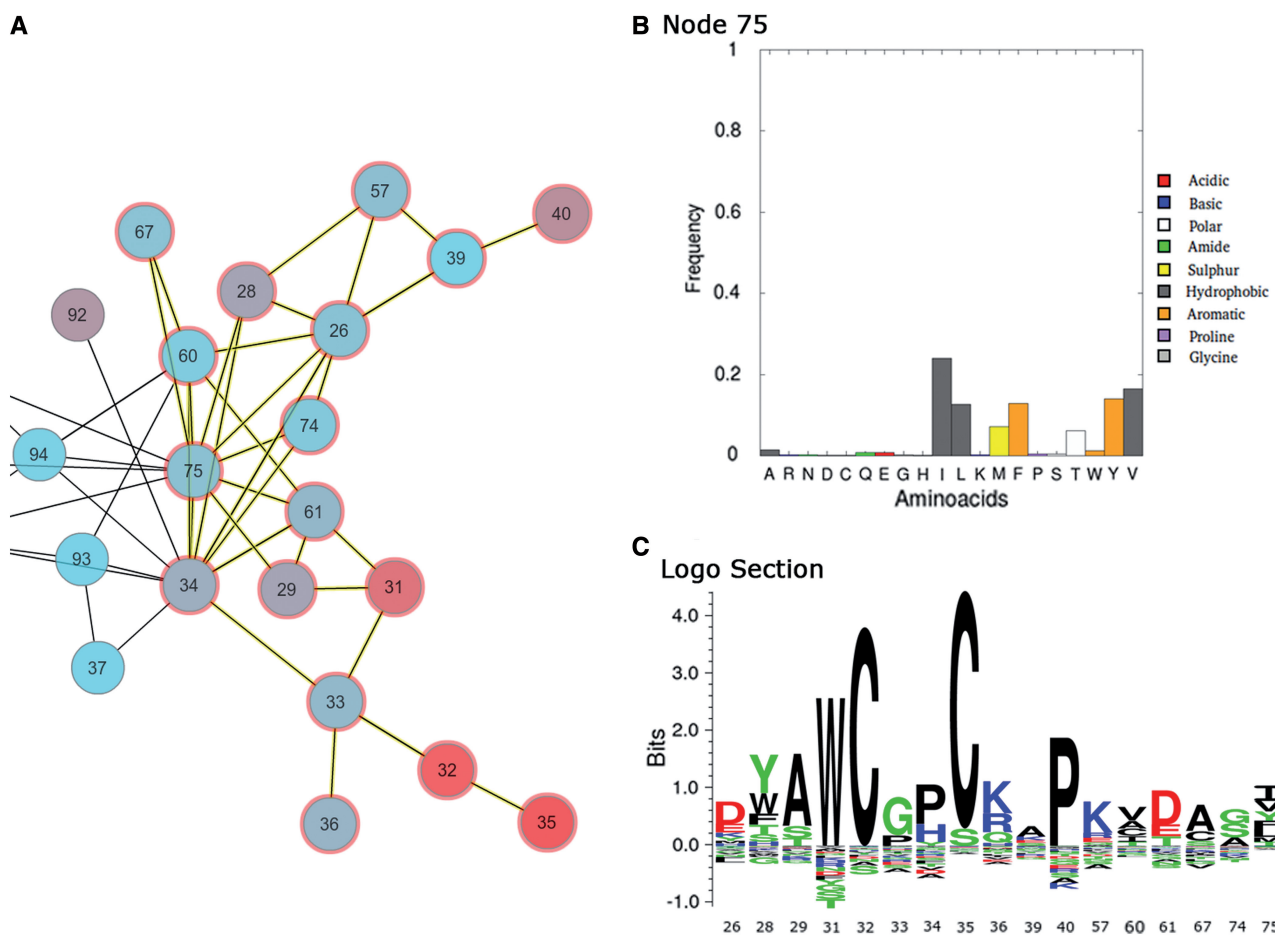 A
57
40
67
39
28
92
26
60
74
94
75
61
93
34
29
31
37
33
32
36
35
B Node 75
1
0.8
0.6
0.4
0.2
0
Frequency
A R N D C Q E G H I L K M F P S T W Y V
Aminoacids
Acidic
Basic
Polar
Amide
Sulphur
Hydrophobic
Aromatic
Proline
Glycine
C
Logo Section
4.0
3.0
2.0
1.0
0.0
-1.0
Bits
Y A W C G P C K A P K D A G
26 28 29 31 32 33 34 35 36 39 40 57 60 61 67 74 75